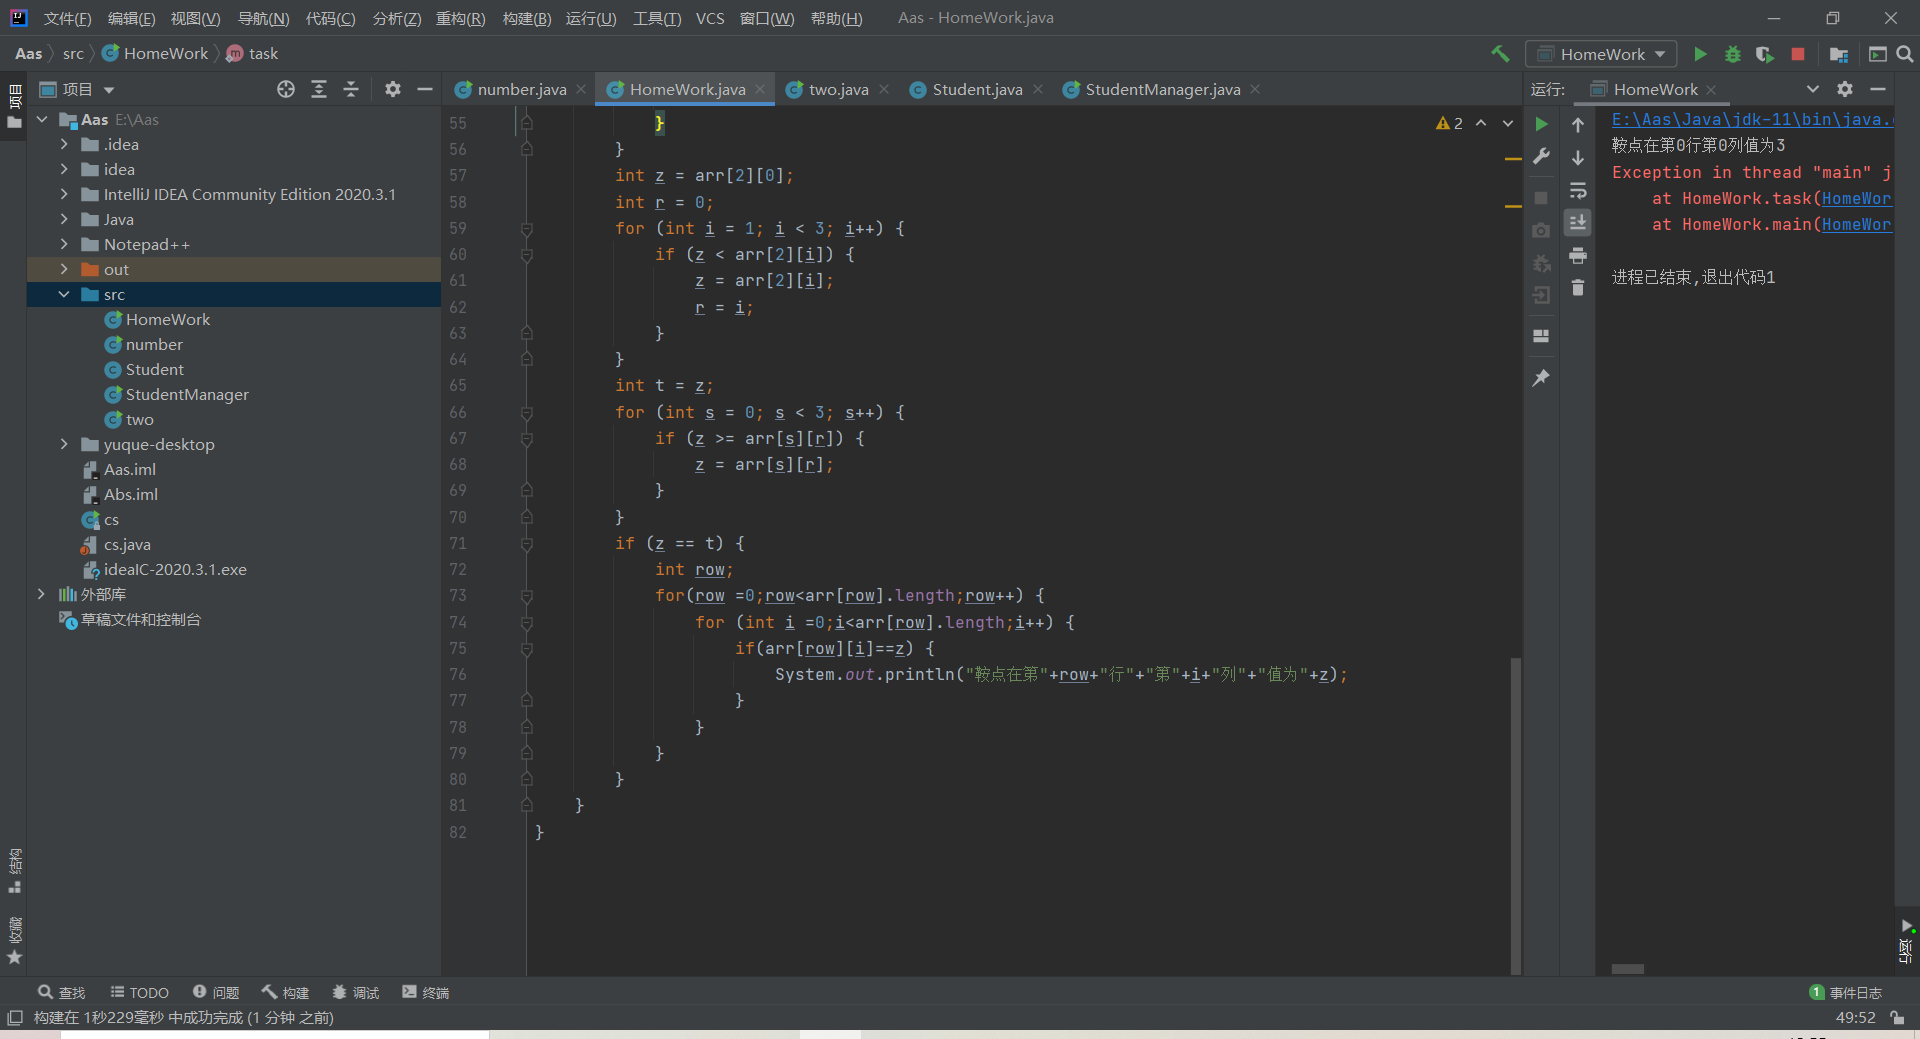 文件(F) 编辑(E) 视图(V) 导航(N) 代码(C) 分析(Z) 重构(R) 构建(B) 运行(U) 工具(T) VCS 窗口(W) 帮助(H) Aas - HomeWork.java
Aas src HomeWork task
HomeWork
项目
项目
number.java HomeWork.java two.java Student.java StudentManager.java
运行: HomeWork
Aas E:\Aas
.idea
idea
IntelliJ IDEA Community Edition 2020.3.1
Java
Notepad++
out
src
HomeWork
number
Student
StudentManager
two
yuque-desktop
Aas.iml
Abs.iml
cs
cs.java
ideaIC-2020.3.1.exe
外部库
草稿文件和控制台
结构
收藏
2
55 }
56 }
57 int z = arr[2][0];
58 int r = 0;
59 for (int i = 1; i < 3; i++) {
60 if (z < arr[2][i]) {
61 z = arr[2][i];
62 r = i;
63 }
64 }
65 int t = z;
66 for (int s = 0; s < 3; s++) {
67 if (z >= arr[s][r]) {
68 z = arr[s][r];
69 }
70 }
71 if (z == t) {
72 int row;
73 for(row =0;row<arr[row].length;row++) {
74 for (int i =0;i<arr[row].length;i++) {
75 if(arr[row][i]==z) {
76 System.out.println("鞍点在第"+row+"行"+"第"+i+"列"+"值为"+z);
77 }
78 }
79 }
80 }
81 }
82 }
E:\Aas\Java\jdk-11\bin\java.
鞍点在第0行第0列值为3
Exception in thread "main" j
at HomeWork.task(HomeWor
at HomeWork.main(HomeWor
进程已结束,退出代码1
运行
查找 TODO 问题 构建 调试 终端
1 事件日志
构建在 1秒229毫秒 中成功完成 (1 分钟 之前)
49:52